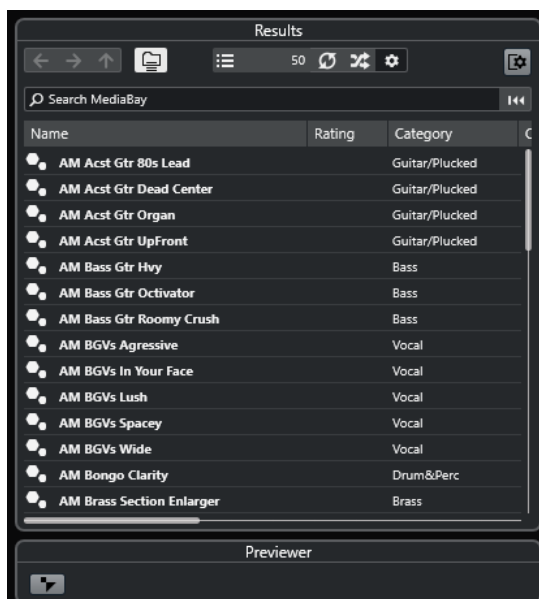 Results
50
Search MediaBay
Name Rating Category
AM Acst Gtr 80s Lead Guitar/Plucked
AM Acst Gtr Dead Center Guitar/Plucked
AM Acst Gtr Organ Guitar/Plucked
AM Acst Gtr UpFront Guitar/Plucked
AM Bass Gtr Hvy Bass
AM Bass Gtr Octivator Bass
AM Bass Gtr Roomy Crush Bass
AM BGVs Agressive Vocal
AM BGVs In Your Face Vocal
AM BGVs Lush Vocal
AM BGVs Spacey Vocal
AM BGVs Wide Vocal
AM Bongo Clarity Drum&Perc
AM Brass Section Enlarger Brass
Previewer